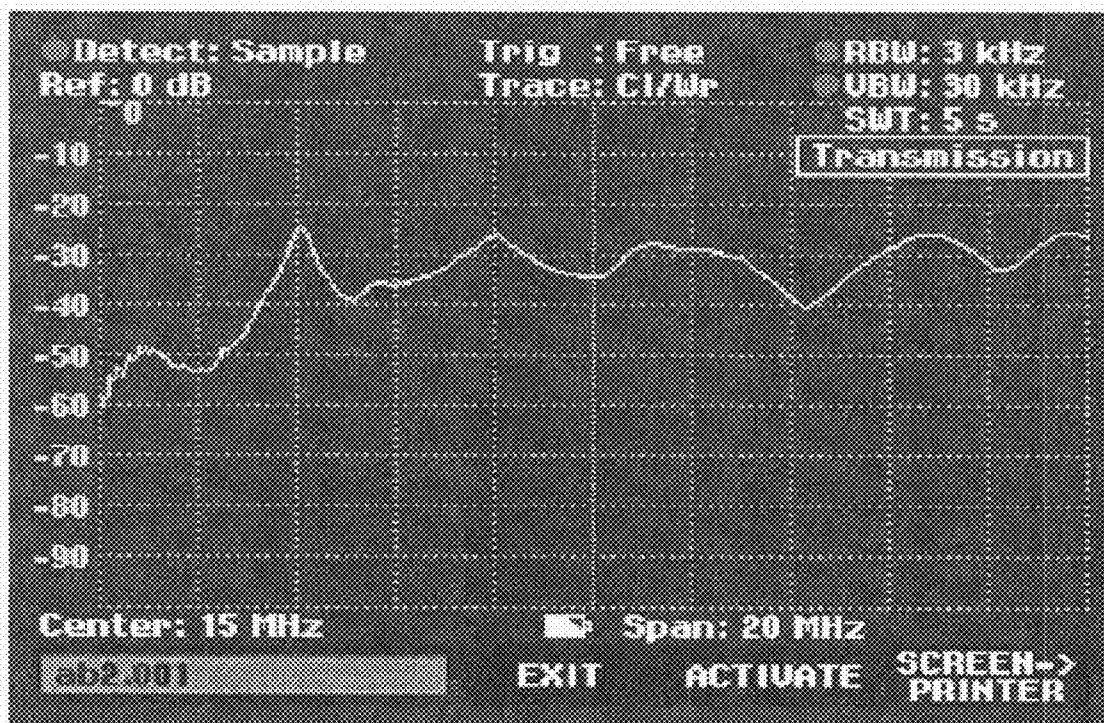 Detect: Sample Trig : Free RBW: 3 kHz
Ref: 0 dB Trace: Cl/Wr VBW: 30 kHz
SWT: 5 s
0
Transmission
-10
-20
-30
-40
-50
-60
-70
-80
-90
Center: 15 MHz Span: 20 MHz
ab2.001 EXIT ACTIVATE SCREEN->
PRINTER